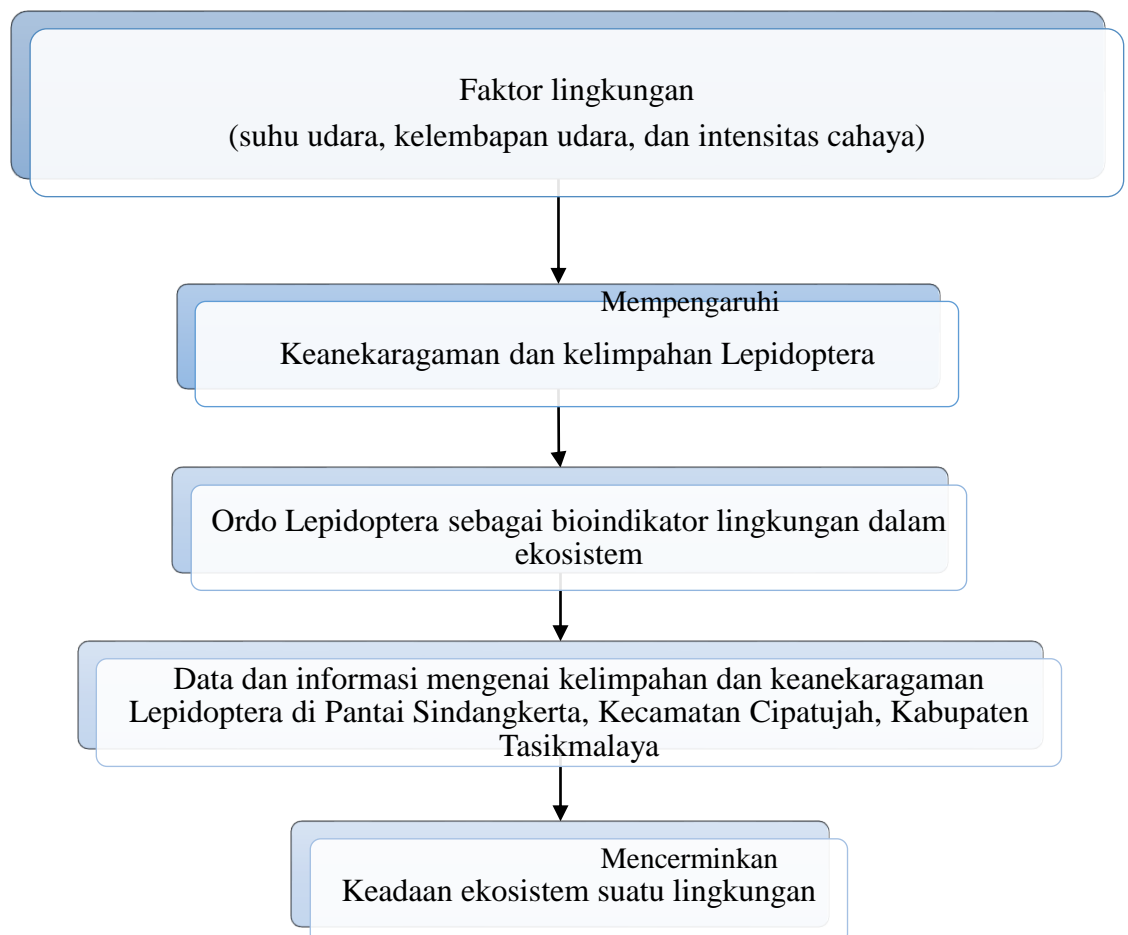 Faktor lingkungan
(suhu udara, kelembapan udara, dan intensitas cahaya)
Mempengaruhi
Keanekaragaman dan kelimpahan Lepidoptera
Ordo Lepidoptera sebagai bioindikator lingkungan dalam
ekosistem
Data dan informasi mengenai kelimpahan dan keanekaragaman
Lepidoptera di Pantai Sindangkerta, Kecamatan Cipatujah, Kabupaten
Tasikmalaya
Mencerminkan
Keadaan ekosistem suatu lingkungan